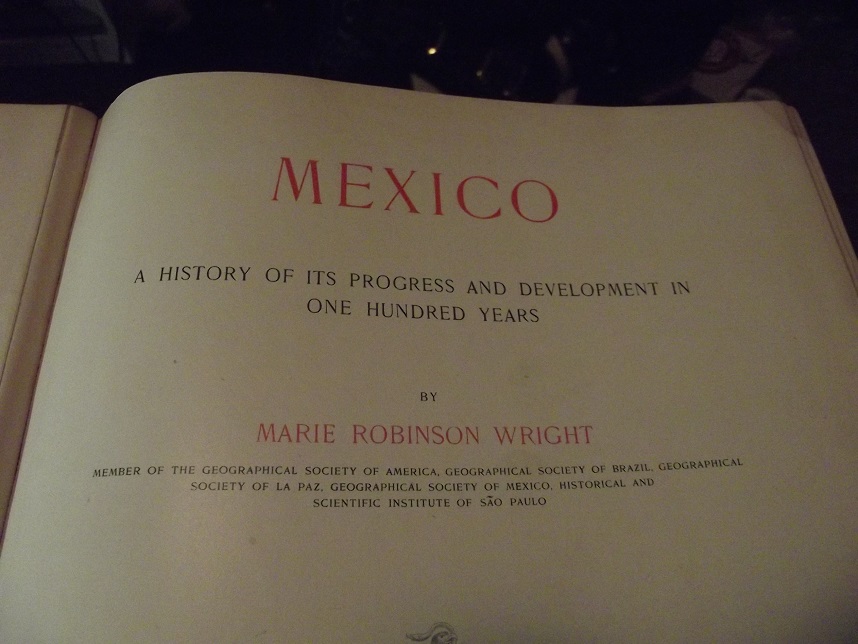 MEXICO
A HISTORY OF ITS PROGRESS AND DEVELOPMENT IN
ONE HUNDRED YEARS
BY
MARIE ROBINSON WRIGHT
MEMBER OF THE GEOGRAPHICAL SOCIETY OF AMERICA, GEOGRAPHICAL SOCIETY OF BRAZIL, GEOGRAPHICAL
SOCIETY OF LA PAZ, GEOGRAPHICAL SOCIETY OF MEXICO, HISTORICAL AND
SCIENTIFIC INSTITUTE OF SÃO PAULO